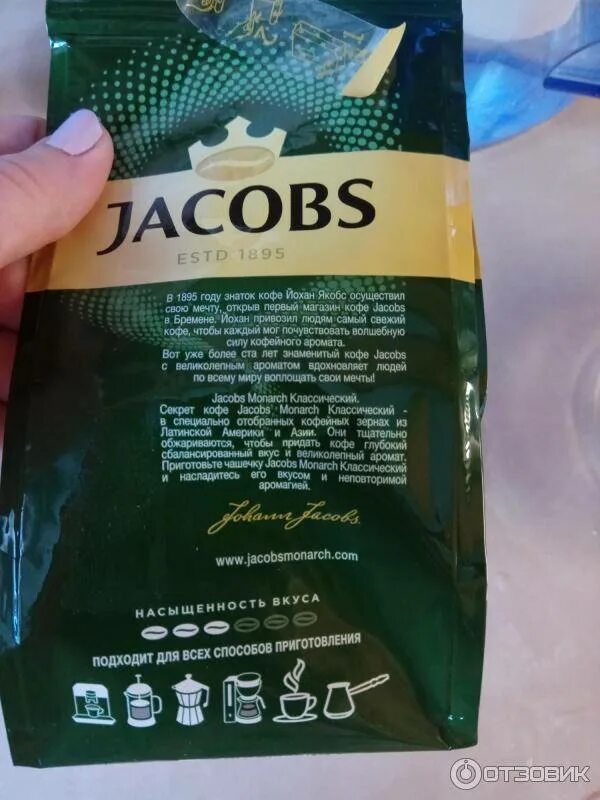 JACOBS
ESTD 1895
В 1895 году знаток кофе Йохан Якобс осуществил
свою мечту, открыв первый магазин кофе Jacobs
в Бремене. Йохан привозил людям самый свежий
кофе, чтобы каждый мог почувствовать волшебную
силу кофейного аромата.
Вот уже более ста лет знаменитый кофе Jacobs
с великолепным ароматом вдохновляет людей
по всему миру воплощать свои мечты!
Jacobs Monarch Классический.
Секрет кофе Jacobs Monarch Классический -
в специально отобранных кофейных зернах из
Латинской Америки и Азии. Они тщательно
обжариваются, чтобы придать кофе глубокий
сбалансированный вкус и великолепный аромат.
Приготовьте чашечку Jacobs Monarch Классический
и насладитесь его вкусом и неповторимой
аромагией.
Johann Jacobs
www.jacobsmonarch.com
НАСЫЩЕННОСТЬ ВКУСА
ПОДХОДИТ ДЛЯ ВСЕХ СПОСОБОВ ПРИГОТОВЛЕНИЯ
ОТЗОВИК